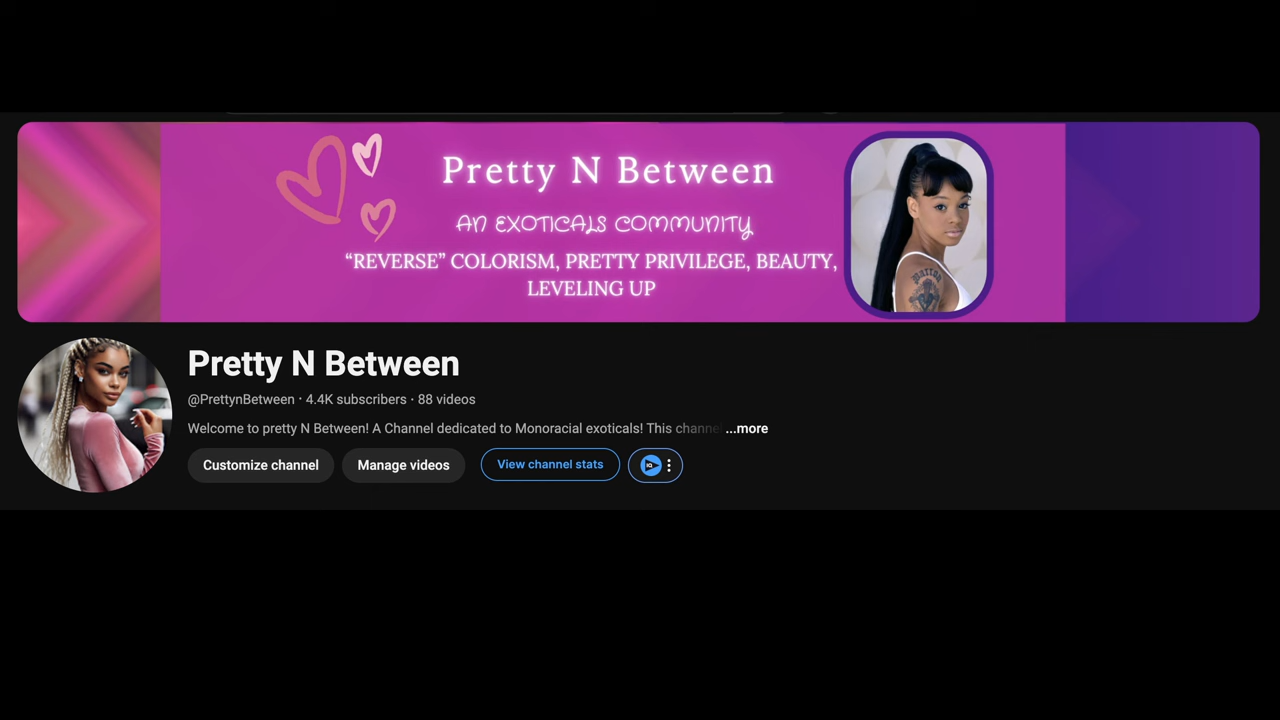 Pretty N Between
AN EXOTICALS COMMUNITY
“REVERSE” COLORISM, PRETTY PRIVILEGE, BEAUTY,
LEVELING UP
Pretty N Between
@PrettynBetween · 4.4K subscribers · 88 videos
Welcome to pretty N Between! A Channel dedicated to Monoracial exoticals! This channe ...more
Customize channel Manage videos View channel stats IQ